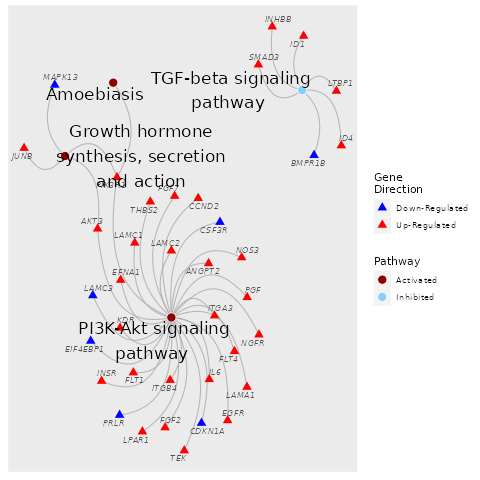 INHBB
ID1
SMAD3
MAPK13
TGF-beta signaling
pathway
LTBP1
Amoebiasis
Growth hormone
synthesis, secretion
and action
ID4
JUNB
BMPR1B
PGF
THBS2
CCND2
AKT3
LAMC1
CSF3R
LAMC2
NOS3
EFNA1
ANGPT2
LAMC3
PGF
ITGA3
KDR
PI3K-Akt signaling
pathway
NGFR
EIF4EBP1
FLT4
INSR
FLT1
ITGB4
IL6
LAMA1
PRLR
FGF2
EGFR
LPAR1
CDKN1A
TEK
Gene
Direction
Down-Regulated
Up-Regulated
Pathway
Activated
Inhibited